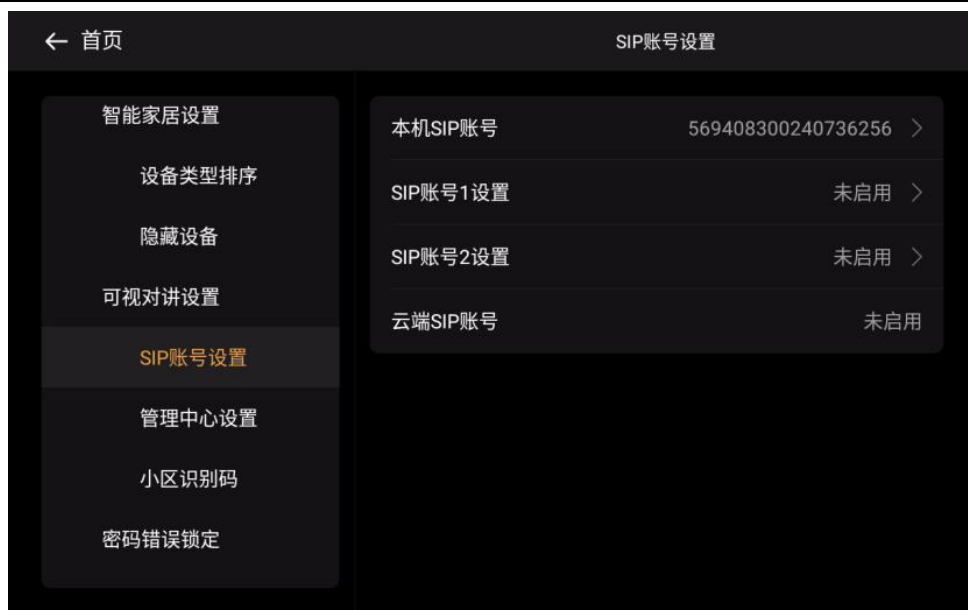 首页
SIP账号设置
智能家居设置
设备类型排序
隐藏设备
可视对讲设置
SIP账号设置
管理中心设置
小区识别码
密码错误锁定
本机SIP账号 569408300240736256
SIP账号1设置 未启用
SIP账号2设置 未启用
云端SIP账号 未启用